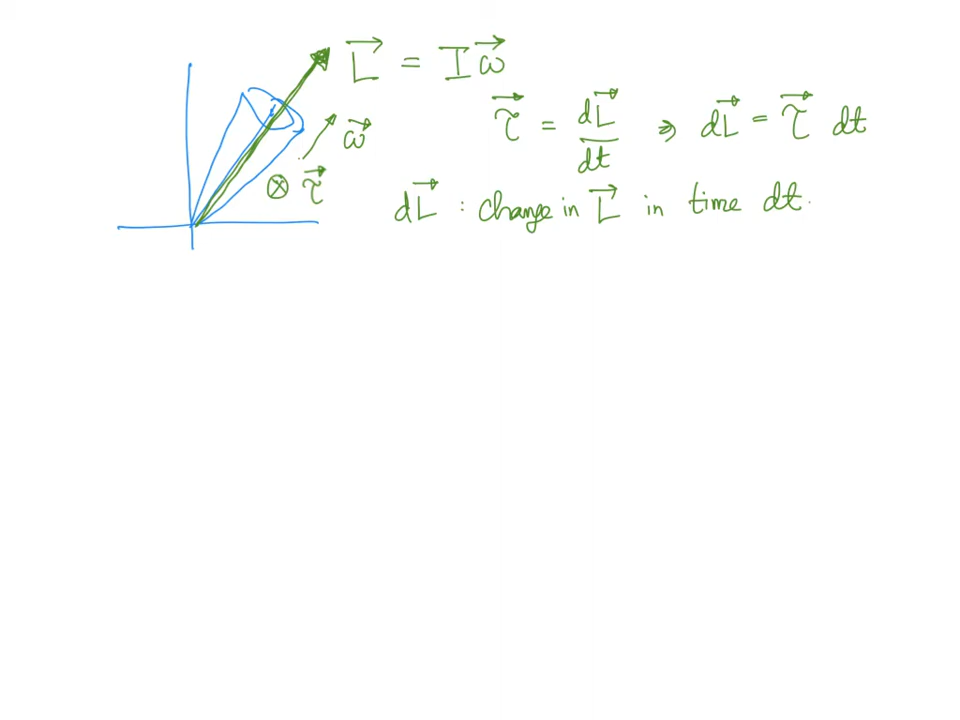 L⃗ = Iω⃗
ω⃗
τ⃗ = dL⃗/dt ⇒ dL⃗ = τ⃗ dt
⊗ τ⃗
dL⃗ : change in L⃗ in time dt.